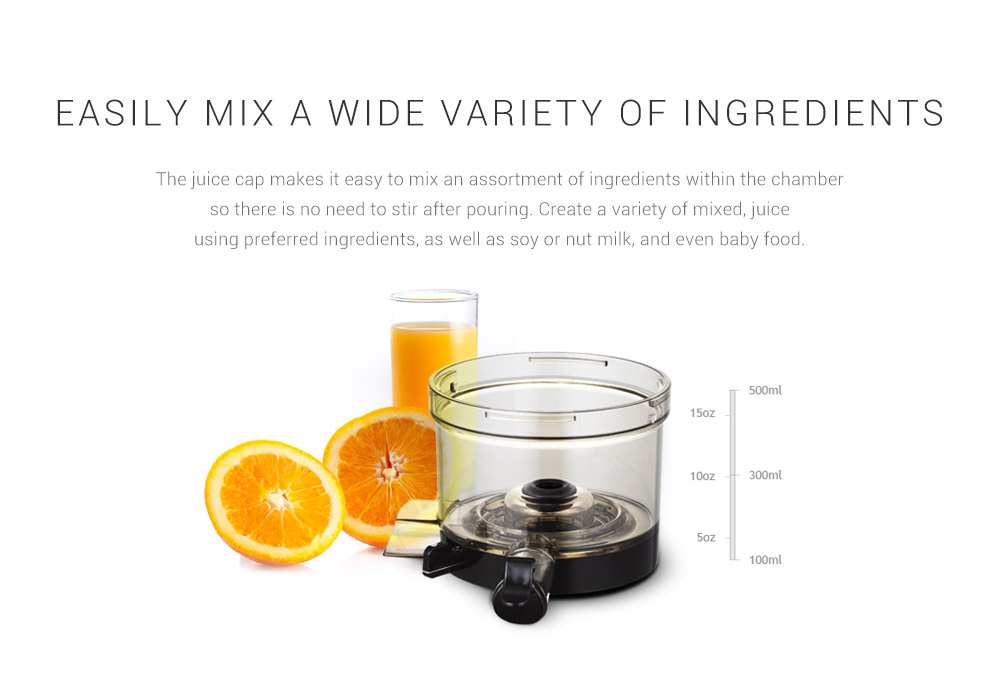 EASILY MIX A WIDE VARIETY OF INGREDIENTS
The juice cap makes it easy to mix an assortment of ingredients within the chamber
so there is no need to stir after pouring. Create a variety of mixed, juice
using preferred ingredients, as well as soy or nut milk, and even baby food.
500ml
15oz
10oz 300ml
5oz
100ml